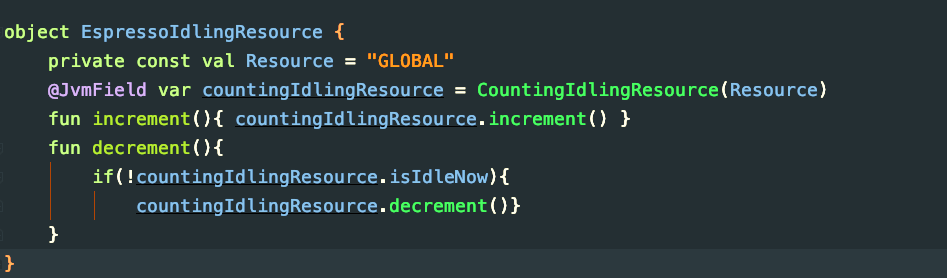 object EspressoIdlingResource {
    private const val Resource = "GLOBAL"
    @JvmField var countingIdlingResource = CountingIdlingResource(Resource)
    fun increment(){ countingIdlingResource.increment() }
    fun decrement(){
        if(!countingIdlingResource.isIdleNow){
            countingIdlingResource.decrement()}
    }
}